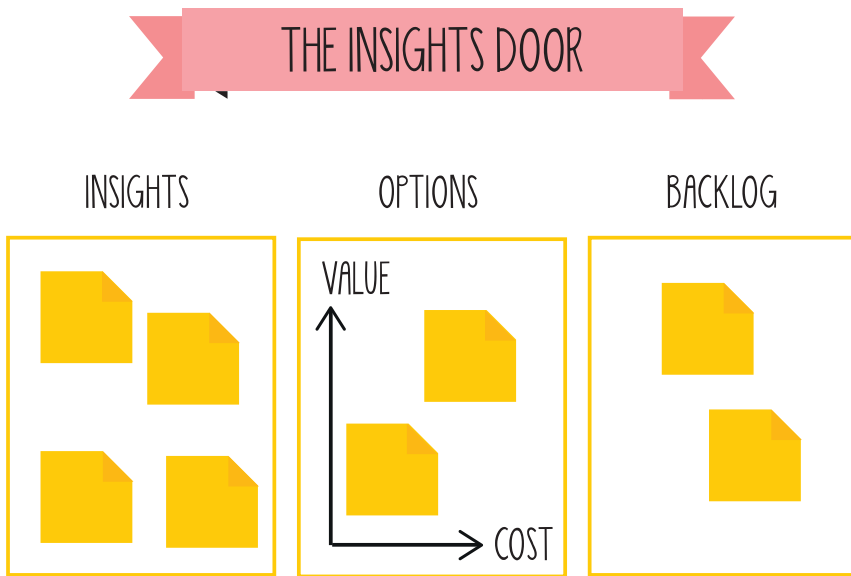 THE INSIGHTS DOOR
INSIGHTS
OPTIONS
BACKLOG
VALUE
COST